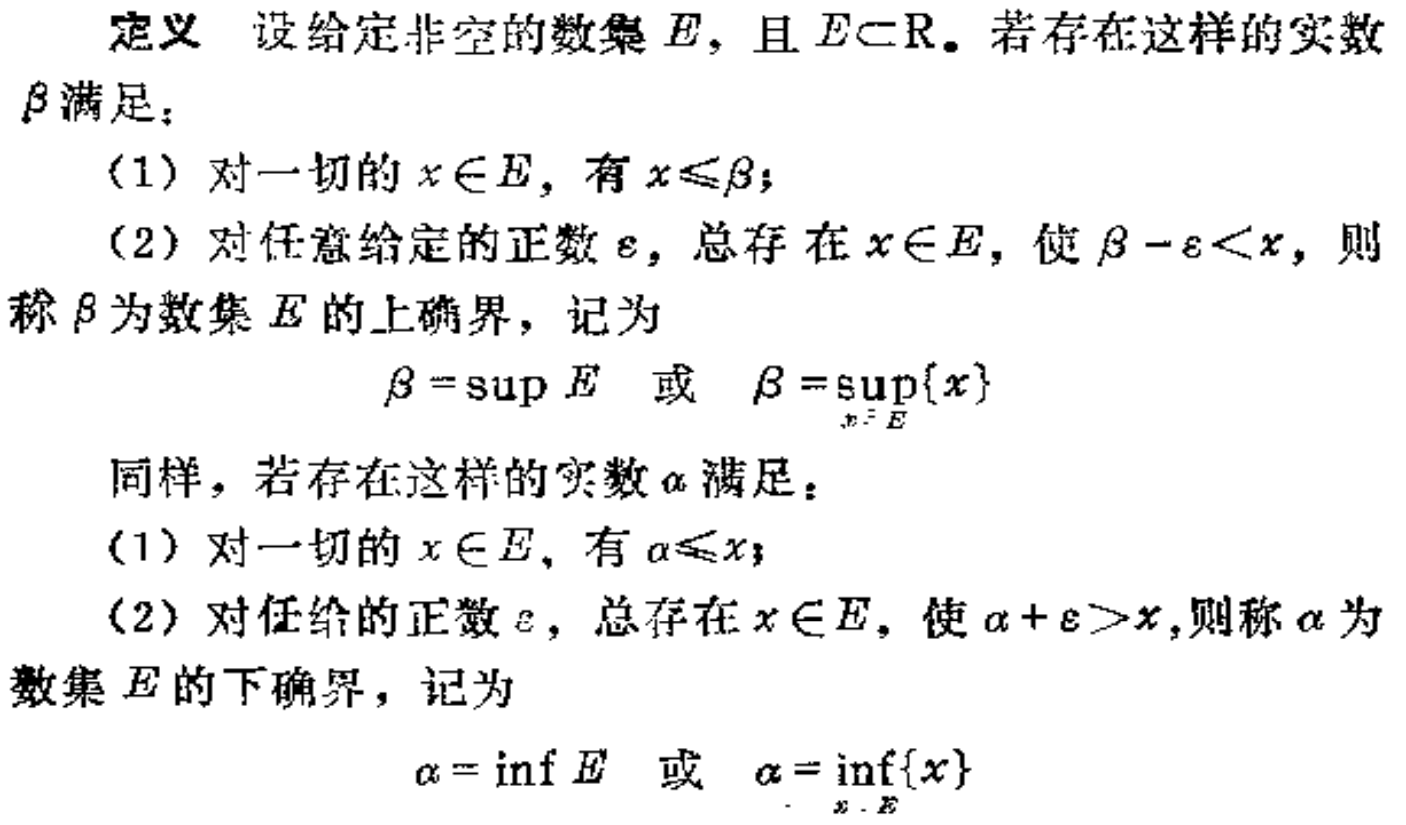 定义 设给定非空的数集 E，且 E⊂R。若存在这样的实数
β满足：
（1）对一切的 x∈E，有 x≤β；
（2）对任意给定的正数 ε，总存在 x∈E，使 β－ε＜x，则
称 β 为数集 E 的上确界，记为
β＝sup E 或 β＝sup{x}
x∈E
同样，若存在这样的实数 α 满足：
（1）对一切的 x∈E、有 α≤x；
（2）对任给的正数 ε，总存在 x∈E，使 α＋ε＞x,则称 α 为
数集 E 的下确界，记为
α＝inf E 或 α＝inf{x}
x∈E